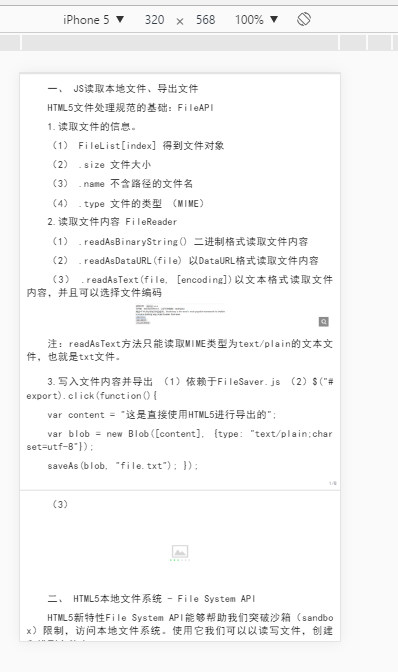 iPhone 5 ▼ 320 × 568 100% ▼
一、 JS读取本地文件、导出文件
HTML5文件处理规范的基础：FileAPI
1.读取文件的信息。
（1） FileList[index] 得到文件对象
（2） .size 文件大小
（3） .name 不含路径的文件名
（4） .type 文件的类型 （MIME）
2.读取文件内容 FileReader
（1） .readAsBinaryString() 二进制格式读取文件内容
（2） .readAsDataURL(file) 以DataURL格式读取文件内容
（3） .readAsText(file, [encoding])以文本格式读取文件
内容，并且可以选择文件编码
注：readAsText方法只能读取MIME类型为text/plain的文本文
件，也就是txt文件。
3.写入文件内容并导出 （1）依赖于FileSaver.js （2）$("#
export).click(function(){
var content = "这是直接使用HTML5进行导出的";
var blob = new Blob([content], {type: "text/plain;char
set=utf-8"});
saveAs(blob, "file.txt"); });
（3）
二、 HTML5本地文件系统 - File System API
HTML5新特性File System API能够帮助我们突破沙箱（sandbo
x）限制，访问本地文件系统。使用它我们可以以读写文件，创建